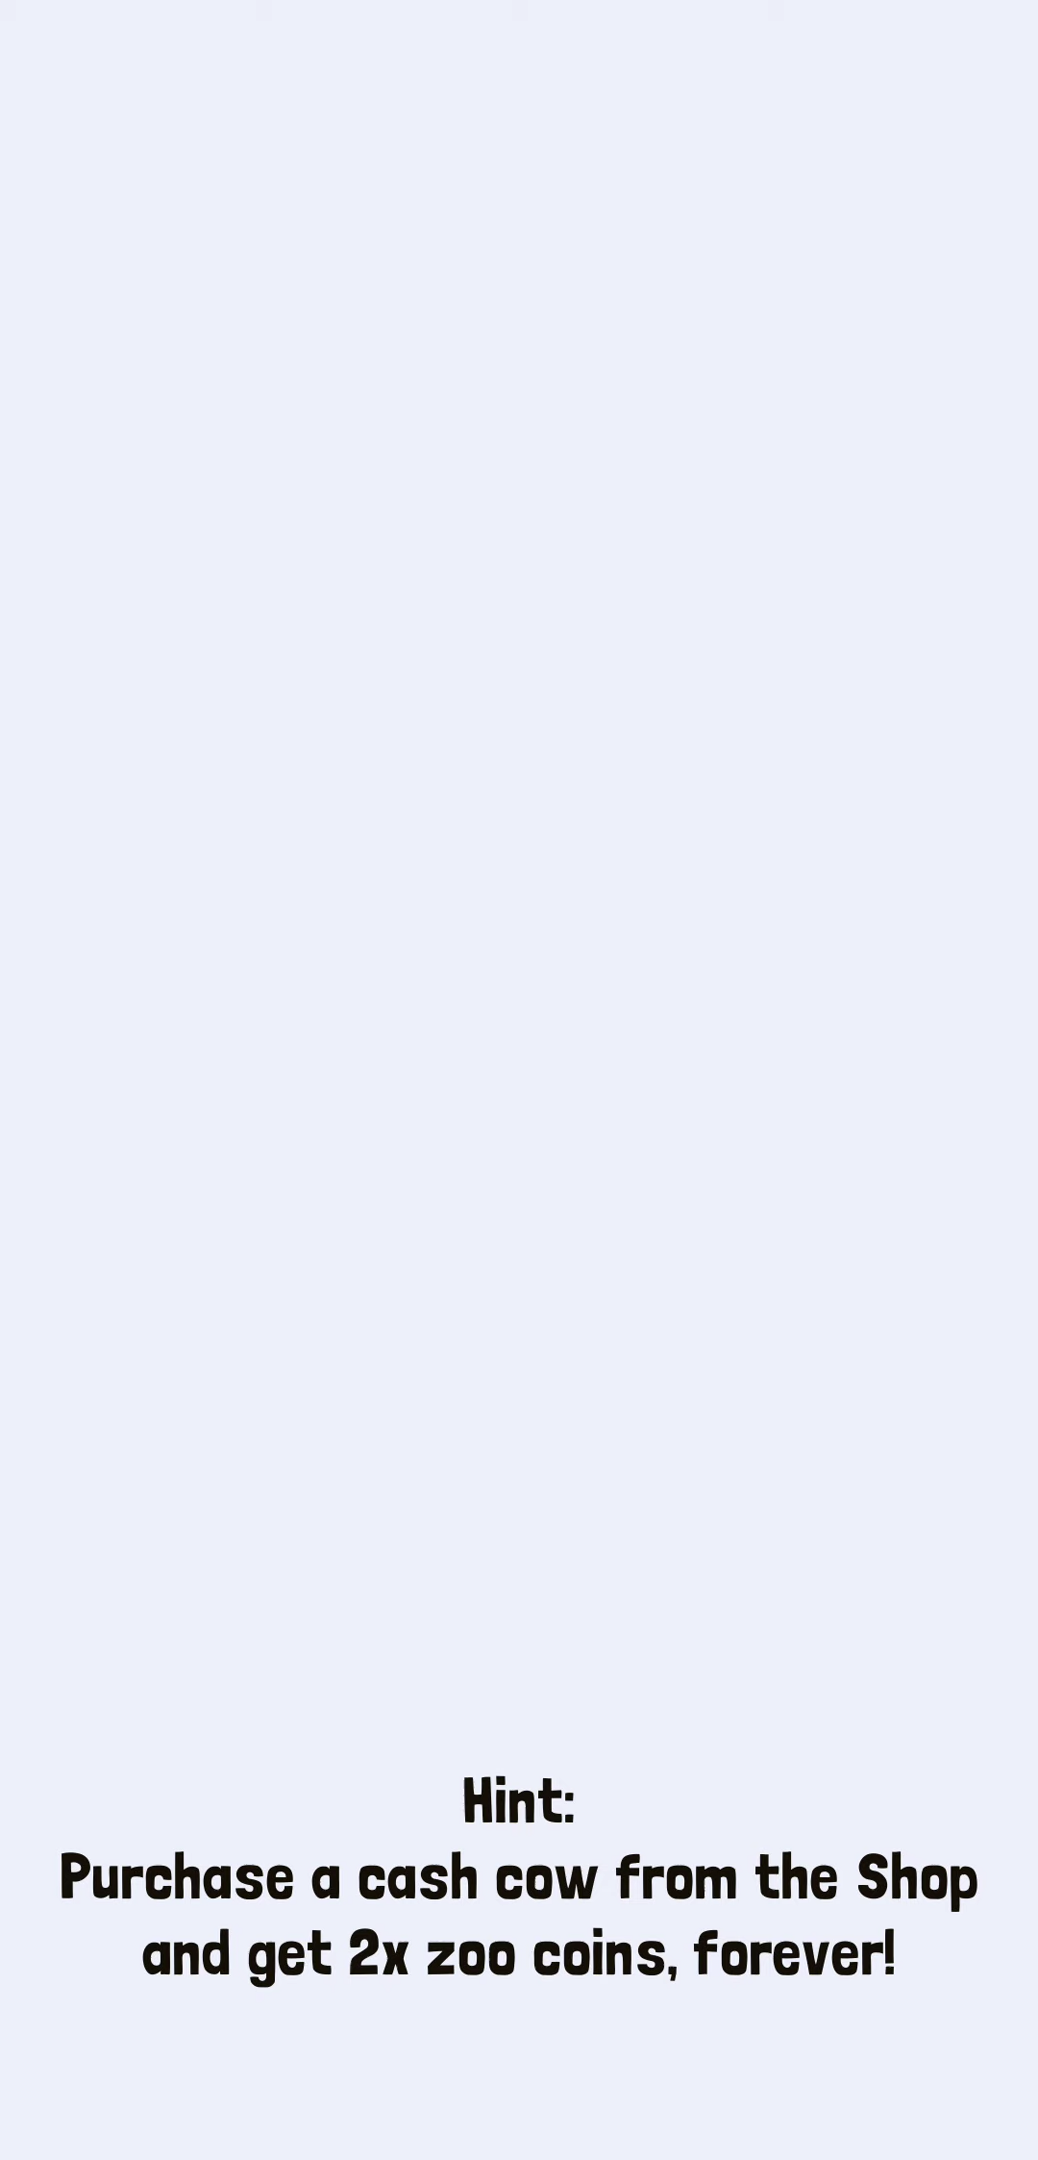 Hint:
Purchase a cash cow from the Shop
and get 2x zoo coins, forever!